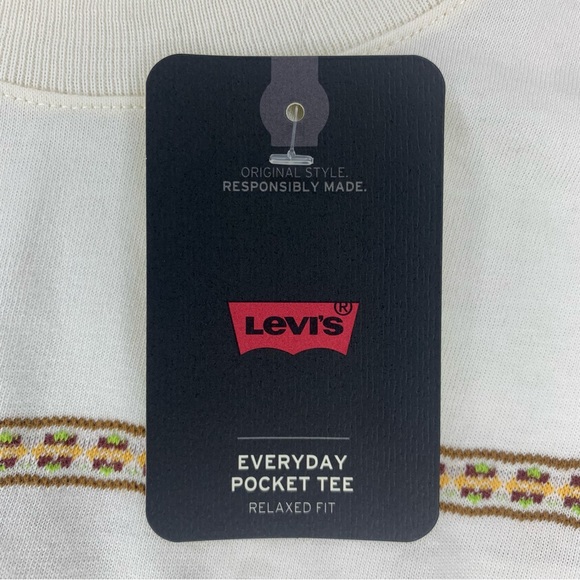 ORIGINAL STYLE.
RESPONSIBLY MADE.
LEVI'S ®
EVERYDAY
POCKET TEE
RELAXED FIT